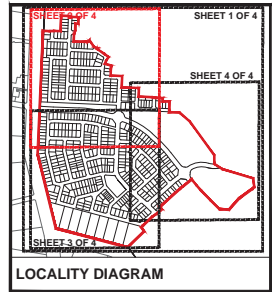 SHEET 2 OF 4
SHEET 1 OF 4
SHEET 4 OF 4
SHEET 3 OF 4
LOCALITY DIAGRAM